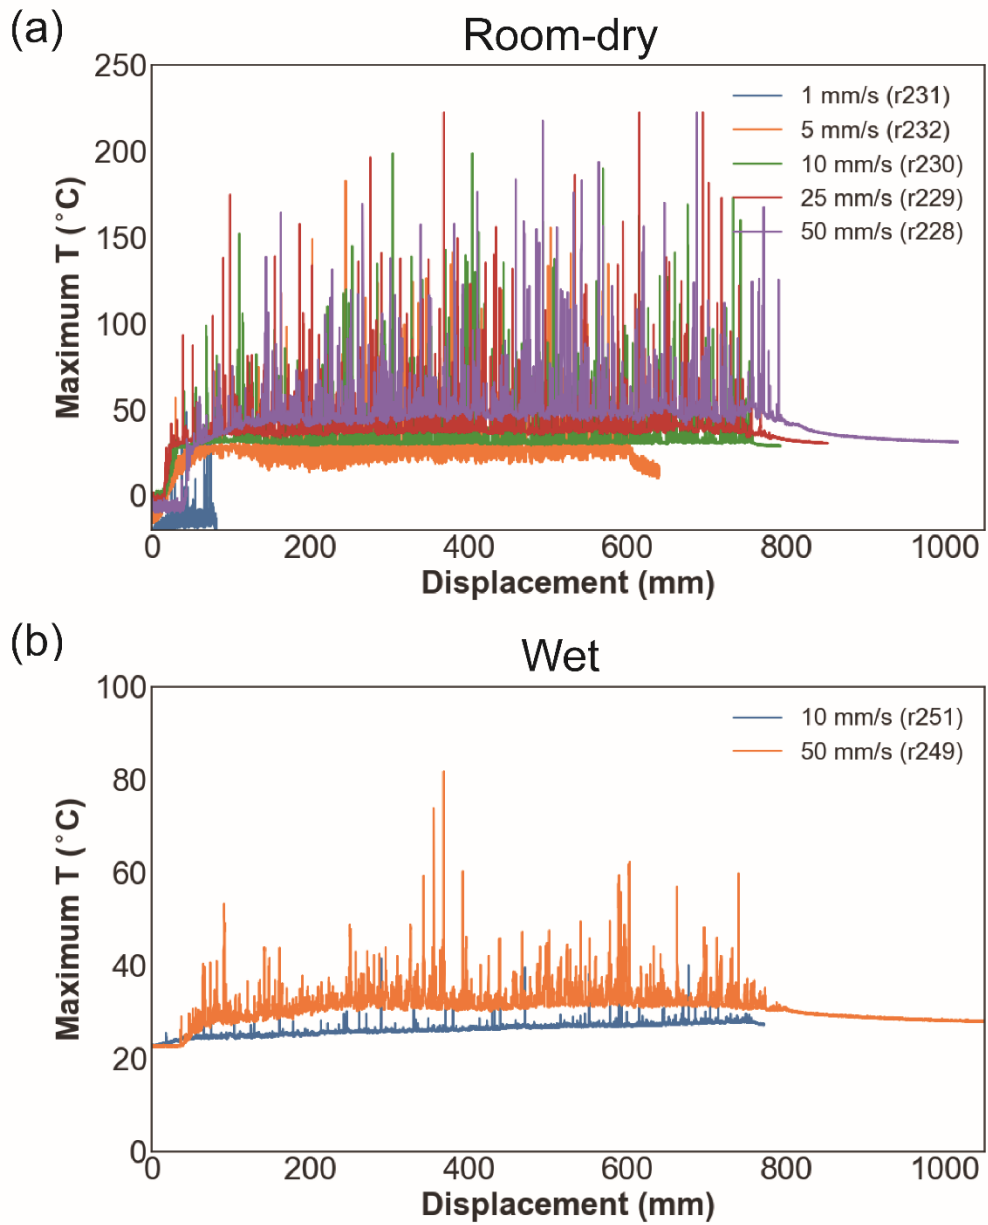 (a)
Room-dry
Maximum T (°C)
250
200
150
100
50
0
1 mm/s (r231)
5 mm/s (r232)
10 mm/s (r230)
25 mm/s (r229)
50 mm/s (r228)
0 200 400 600 800 1000
Displacement (mm)
(b)
Wet
Maximum T (°C)
100
80
60
40
20
0
10 mm/s (r251)
50 mm/s (r249)
0 200 400 600 800 1000
Displacement (mm)